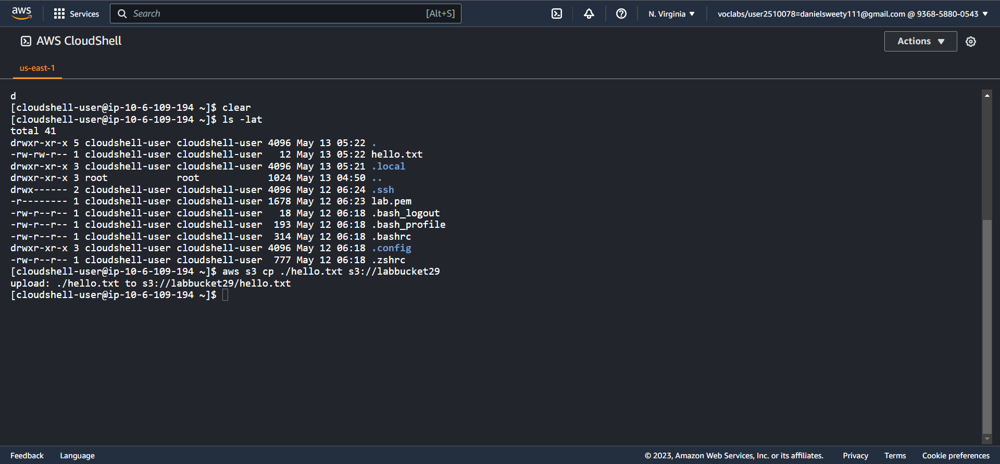 aws Services Search [Alt+S] N. Virginia ▼ voclabs/user2510078=danielsweety111@gmail.com @ 9368-5880-0543 ▼
AWS CloudShell Actions ▼
us-east-1
d
[cloudshell-user@ip-10-6-109-194 ~]$ clear
[cloudshell-user@ip-10-6-109-194 ~]$ ls -lat
total 41
drwxr-xr-x 5 cloudshell-user cloudshell-user 4096 May 13 05:22 .
-rw-rw-r-- 1 cloudshell-user cloudshell-user   12 May 13 05:22 hello.txt
drwxr-xr-x 3 cloudshell-user cloudshell-user 4096 May 13 05:21 .local
drwxr-xr-x 3 root            root            1024 May 13 04:50 ..
drwx------ 2 cloudshell-user cloudshell-user 4096 May 12 06:24 .ssh
-r-------- 1 cloudshell-user cloudshell-user 1678 May 12 06:23 lab.pem
-rw-r--r-- 1 cloudshell-user cloudshell-user   18 May 12 06:18 .bash_logout
-rw-r--r-- 1 cloudshell-user cloudshell-user  193 May 12 06:18 .bash_profile
-rw-r--r-- 1 cloudshell-user cloudshell-user  314 May 12 06:18 .bashrc
drwxr-xr-x 3 cloudshell-user cloudshell-user 4096 May 12 06:18 .config
-rw-r--r-- 1 cloudshell-user cloudshell-user  777 May 12 06:18 .zshrc
[cloudshell-user@ip-10-6-109-194 ~]$ aws s3 cp ./hello.txt s3://labbucket29
upload: ./hello.txt to s3://labbucket29/hello.txt
[cloudshell-user@ip-10-6-109-194 ~]$
Feedback Language © 2023, Amazon Web Services, Inc. or its affiliates. Privacy Terms Cookie preferences